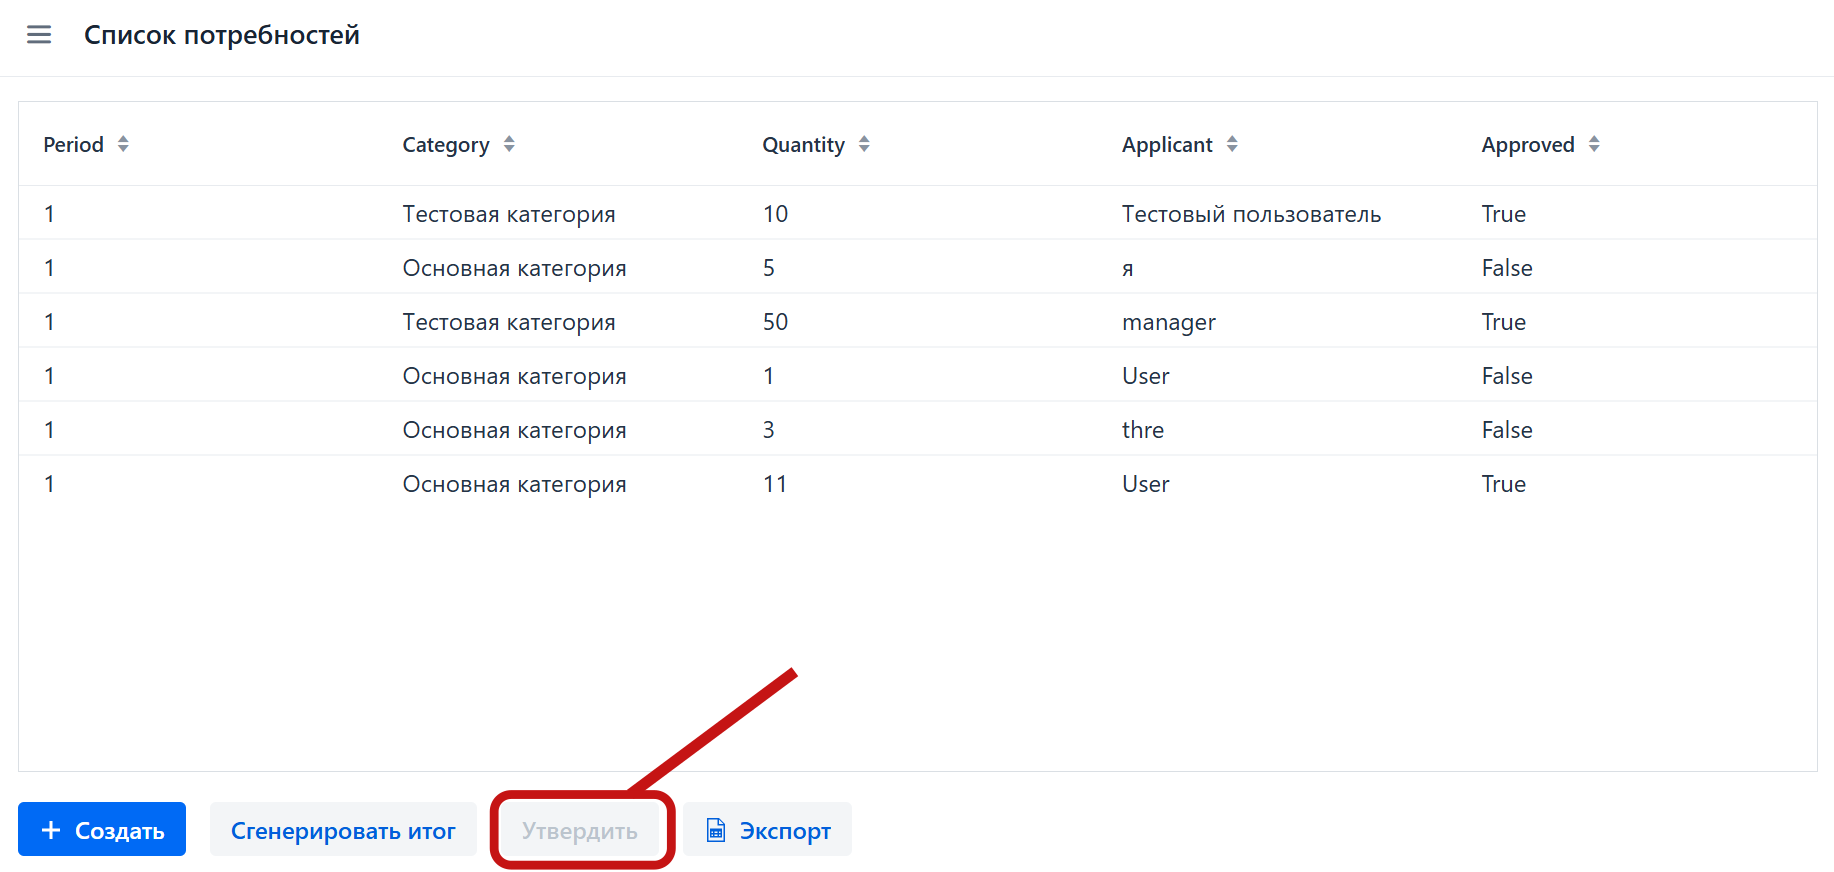 Список потребностей
Period Category Quantity Applicant Approved
1 Тестовая категория 10 Тестовый пользователь True
1 Основная категория 5 я False
1 Тестовая категория 50 manager True
1 Основная категория 1 User False
1 Основная категория 3 thre False
1 Основная категория 11 User True
+ Создать Сгенерировать итог Утвердить Экспорт